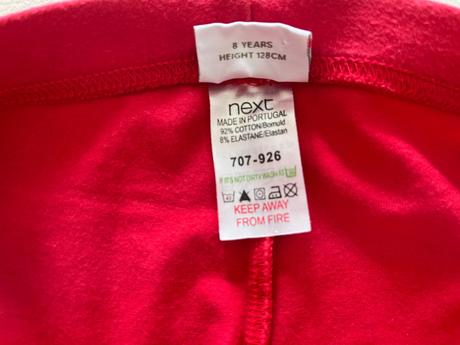 8 YEARS
HEIGHT 128CM
next
MADE IN PORTUGAL
92% COTTON/Bomuld
8% ELASTANE/Elastan
707-926
IF IT'S NOT DIRTY WASH AT
KEEP AWAY
FROM FIRE